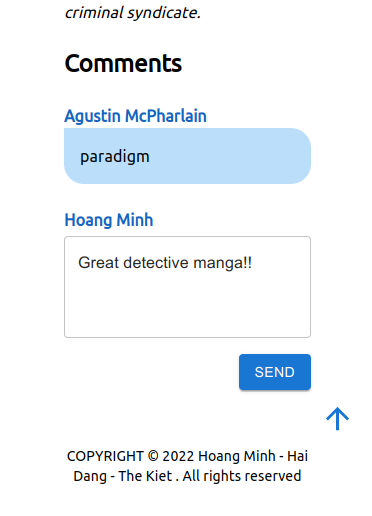 criminal syndicate.
Comments
Agustin McPharlain
paradigm
Hoang Minh
Great detective manga!!
SEND
COPYRIGHT © 2022 Hoang Minh - Hai
Dang - The Kiet . All rights reserved